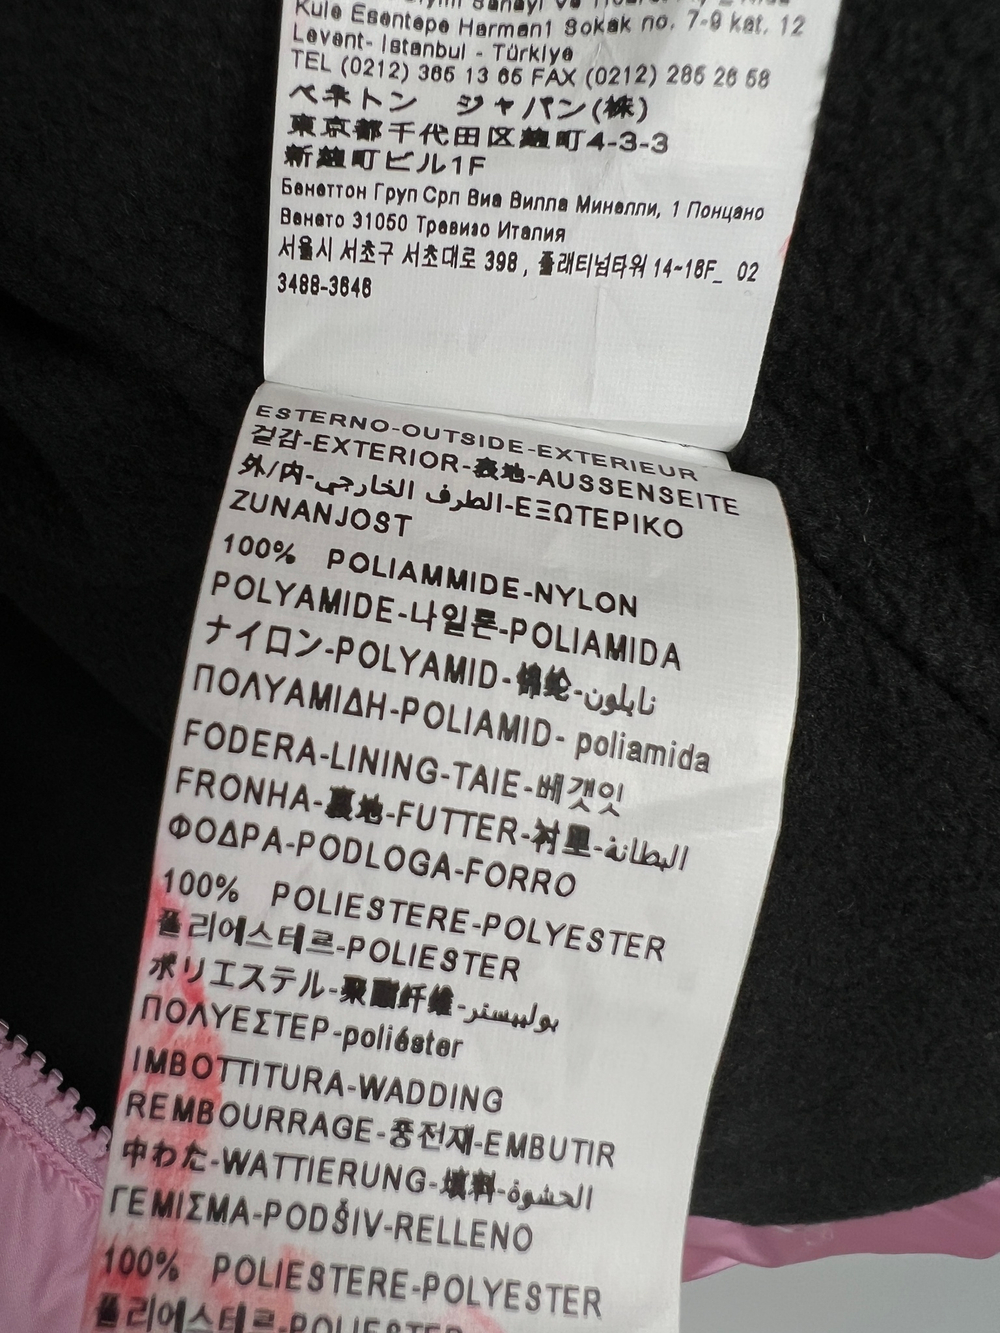 Kule Esentepe Harman1 Sokak no. 7-9 kat. 12
Levent- Istanbul - Türkiye
TEL (0212) 365 13 65 FAX (0212) 285 26 58
ベネトン ジャパン(株)
東京都千代田区麹町4-3-3
新麹町ビル1F
Бенеттон Груп Срл Виа Вилла Минелли, 1 Понцано
Венето 31050 Тревизо Италия
서울시 서초구 서초대로 398 , 플래티넘타워 14~16F_ 02
3488-3646
ESTERNO-OUTSIDE-EXTERIEUR
겉감-EXTERIOR-表地-AUSSENSEITE
外/内-الطرف الخارجي-ΕΞΩΤΕΡΙΚΟ
ZUNANJOST
100% POLIAMMIDE-NYLON
POLYAMIDE-나일론-POLIAMIDA
ナイロン-POLYAMID-锦纶-نايلون
ΠΟΛΥΑΜΙΔΗ-POLIAMID- poliamida
FODERA-LINING-TAIE-베갯잇
FRONHA-裏地-FUTTER-衬里-البطانة
ΦΟΔΡΑ-PODLOGA-FORRO
100% POLIESTERE-POLYESTER
폴리에스테르-POLIESTER
ポリエステル-聚酯纤维-بوليستر
ΠΟΛΥΕΣΤΕΡ-poliéster
IMBOTTITURA-WADDING
REMBOURRAGE-충전재-EMBUTIR
中わた-WATTIERUNG-填料-الحشوة
ΓΕΜΙΣΜΑ-PODŠIV-RELLENO
100% POLIESTERE-POLYESTER
폴리에스테르-POLIESTER